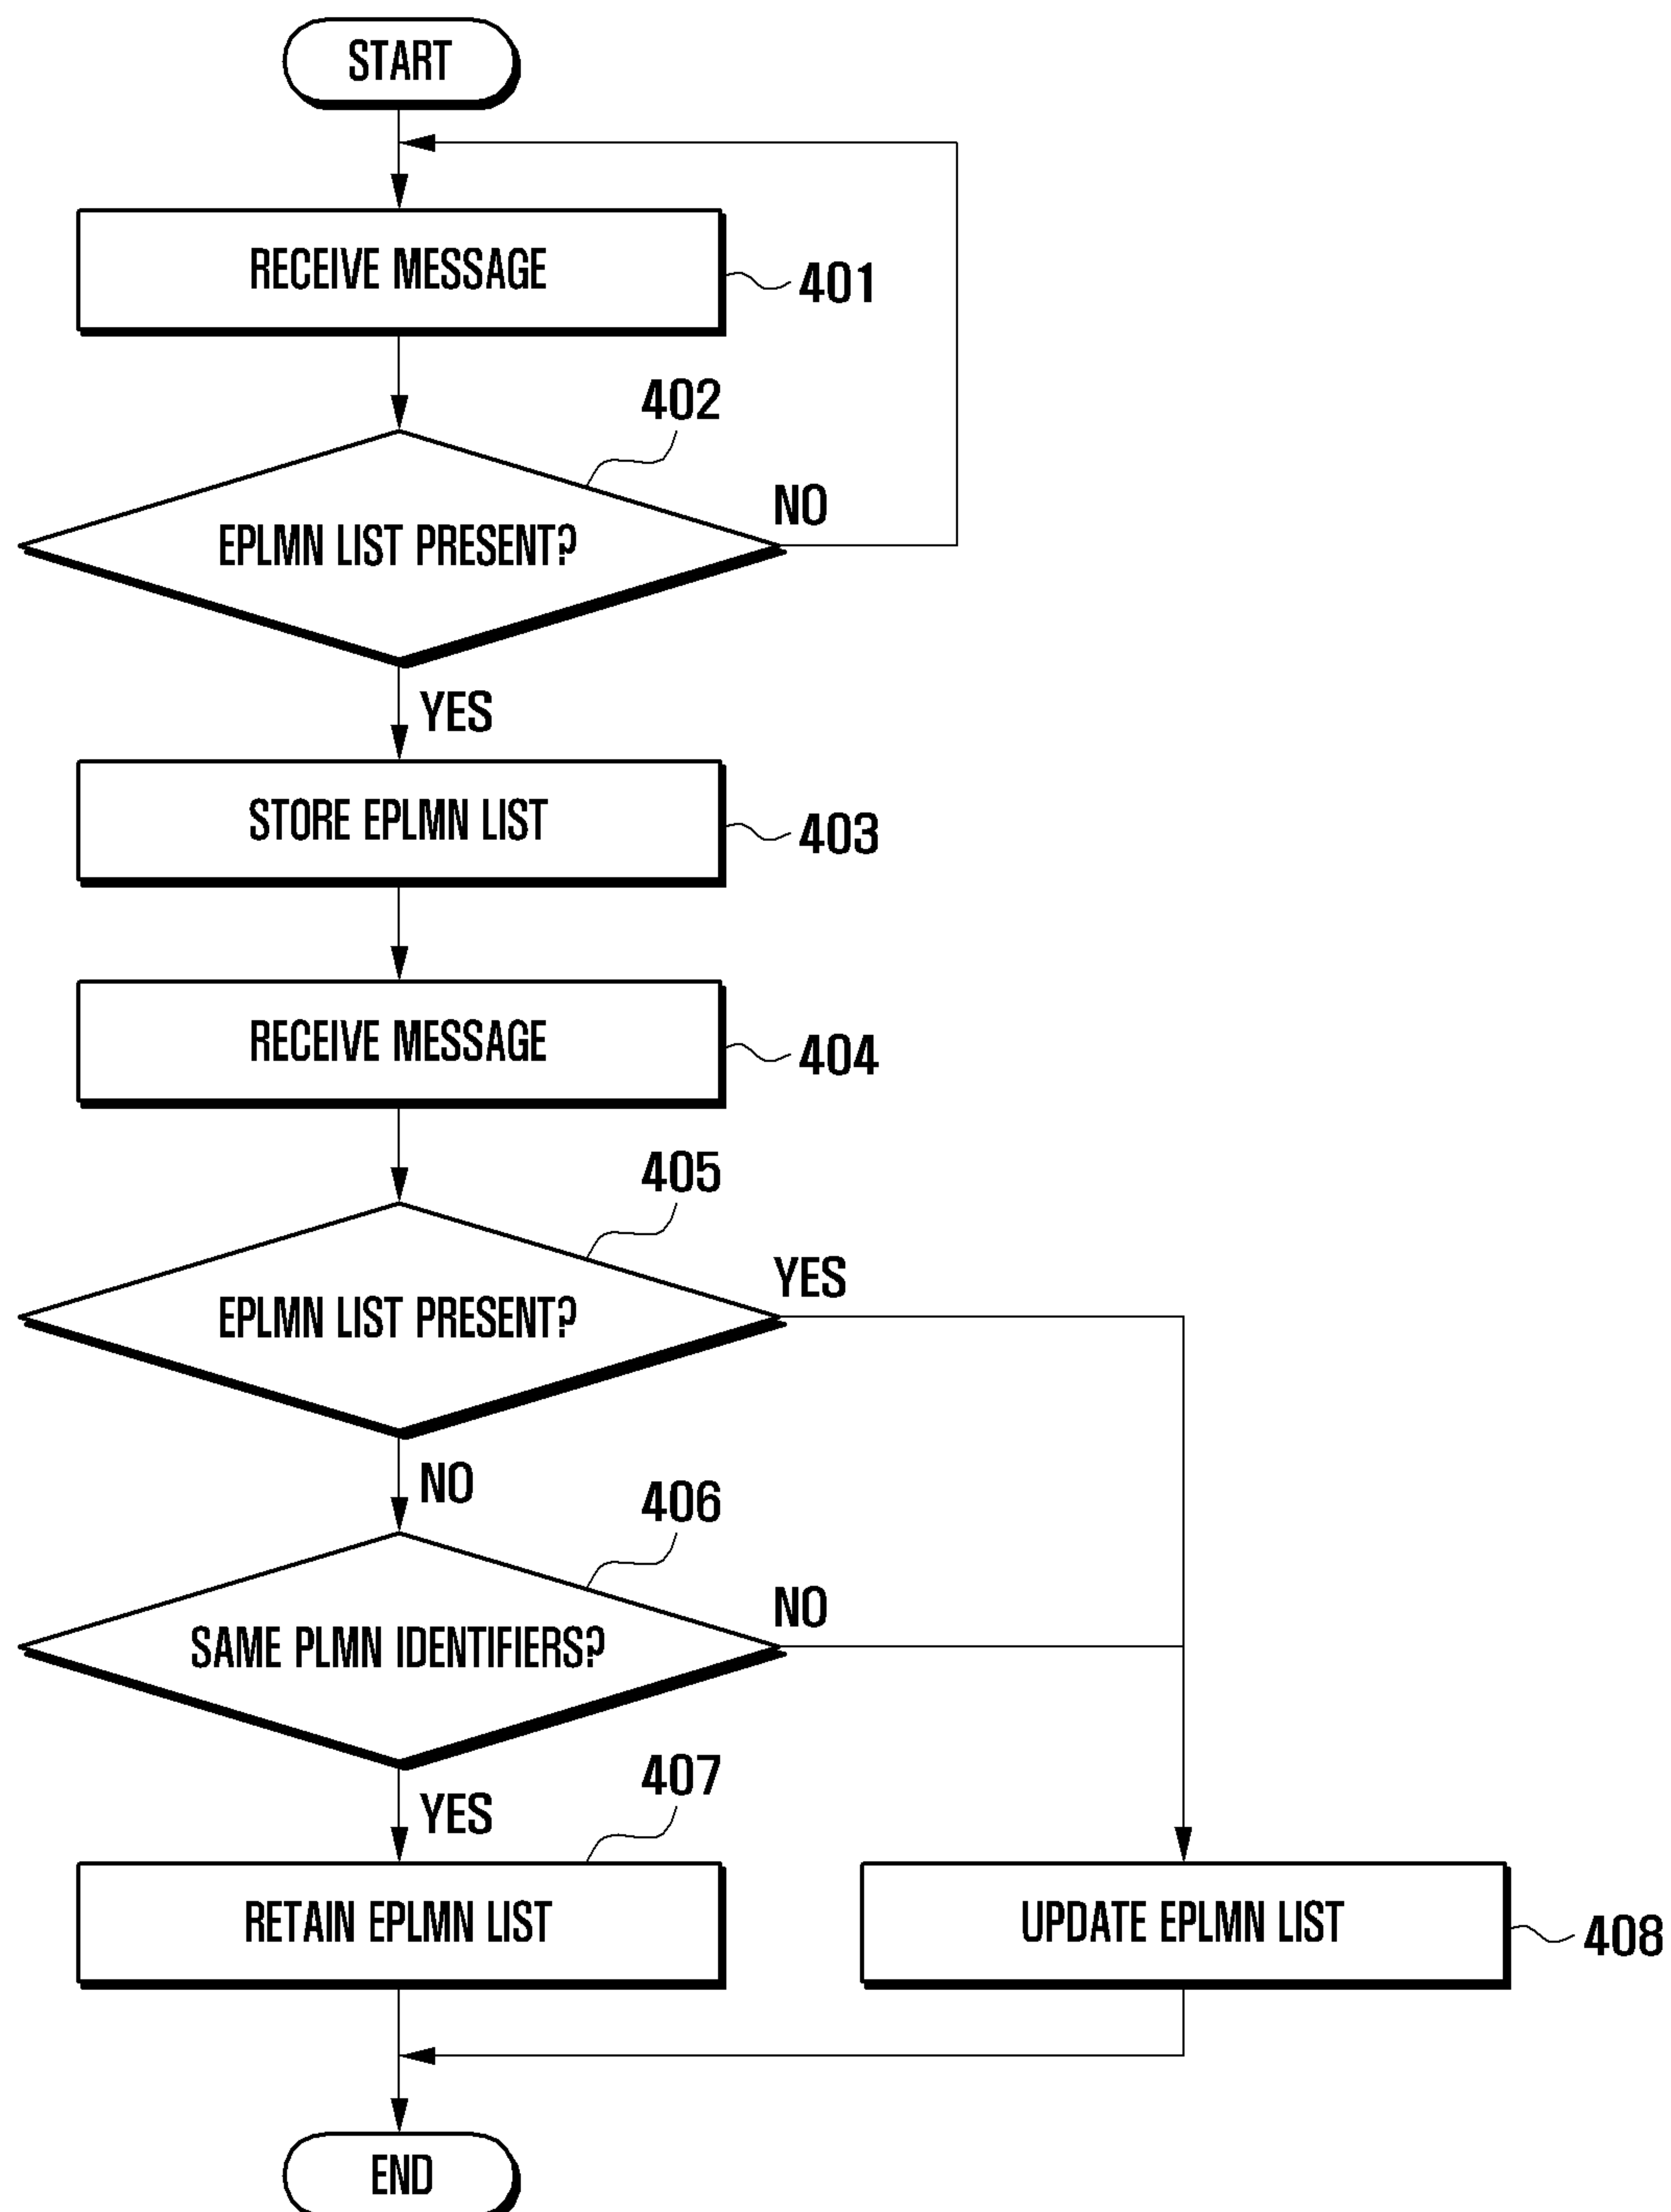 START
RECEIVE MESSAGE
401
402
EPLMN LIST PRESENT?
NO
YES
STORE EPLMN LIST
403
RECEIVE MESSAGE
404
405
EPLMN LIST PRESENT?
YES
NO
406
SAME PLMN IDENTIFIERS?
NO
YES
407
RETAIN EPLMN LIST
UPDATE EPLMN LIST
408
END